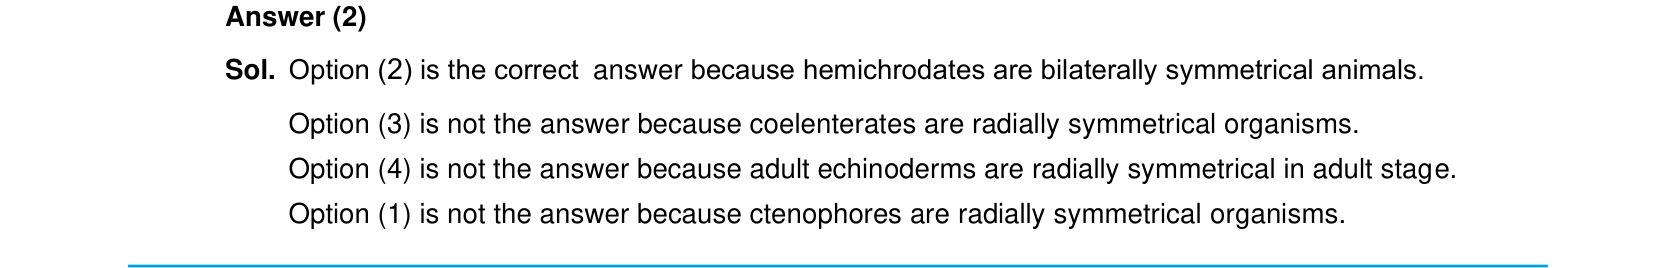 Answer (2)
Sol. Option (2) is the correct answer because hemichrodates are bilaterally symmetrical animals.
Option (3) is not the answer because coelenterates are radially symmetrical organisms.
Option (4) is not the answer because adult echinoderms are radially symmetrical in adult stage.
Option (1) is not the answer because ctenophores are radially symmetrical organisms.